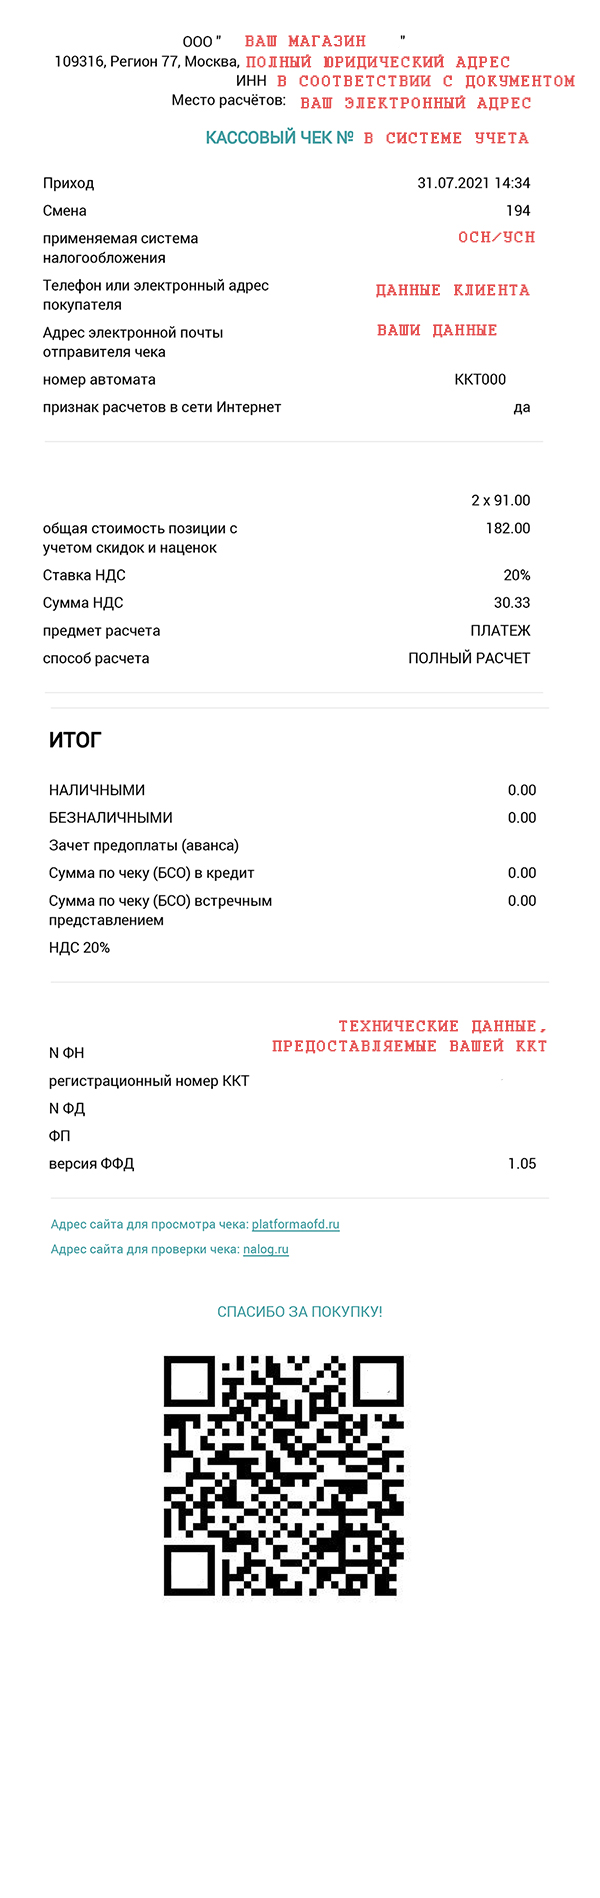 ООО " ВАШ МАГАЗИН "
109316, Регион 77, Москва, ПОЛНЫЙ ЮРИДИЧЕСКИЙ АДРЕС
ИНН В СООТВЕТСТВИИ С ДОКУМЕНТОМ
Место расчётов: ВАШ ЭЛЕКТРОННЫЙ АДРЕС
КАССОВЫЙ ЧЕК № В СИСТЕМЕ УЧЕТА
Приход 31.07.2021 14:34
Смена 194
применяемая система ОСН/УСН
налогообложения
Телефон или электронный адрес ДАННЫЕ КЛИЕНТА
покупателя
Адрес электронной почты ВАШИ ДАННЫЕ
отправителя чека
номер автомата ККТ000
признак расчетов в сети Интернет да
2 x 91.00
общая стоимость позиции с 182.00
учетом скидок и наценок
Ставка НДС 20%
Сумма НДС 30.33
предмет расчета ПЛАТЕЖ
способ расчета ПОЛНЫЙ РАСЧЕТ
ИТОГ
НАЛИЧНЫМИ 0.00
БЕЗНАЛИЧНЫМИ 0.00
Зачет предоплаты (аванса)
Сумма по чеку (БСО) в кредит 0.00
Сумма по чеку (БСО) встречным 0.00
представлением
НДС 20%
ТЕХНИЧЕСКИЕ ДАННЫЕ,
ПРЕДОСТАВЛЯЕМЫЕ ВАШЕЙ ККТ
N ФН
регистрационный номер ККТ
N ФД
ФП
версия ФФД 1.05
Адрес сайта для просмотра чека: platformaofd.ru
Адрес сайта для проверки чека: nalog.ru
СПАСИБО ЗА ПОКУПКУ!